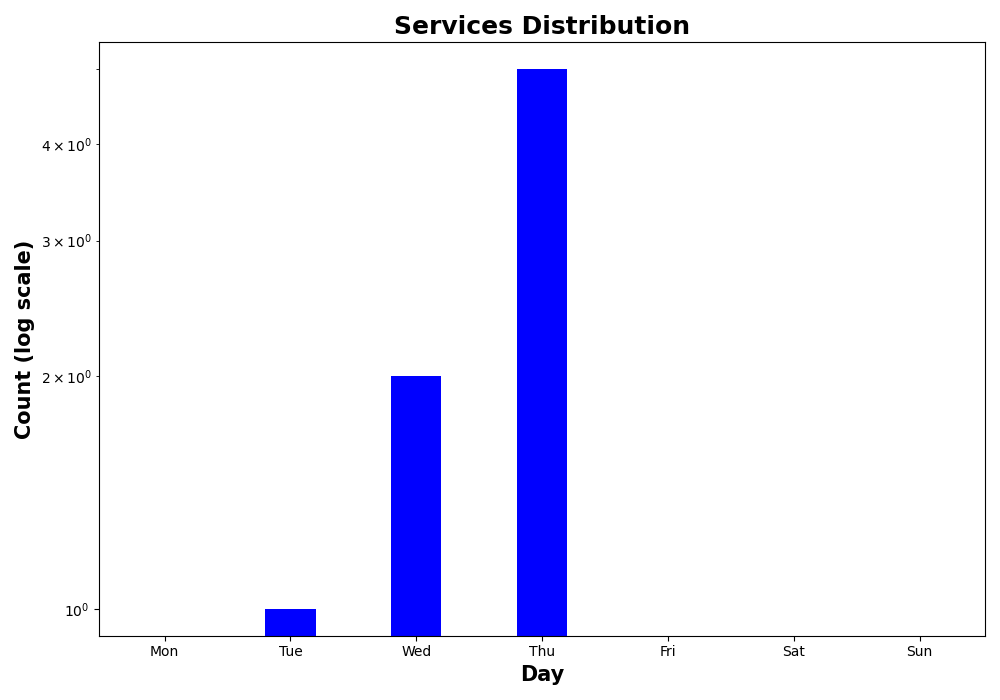 Services Distribution
Count (log scale)
4 × 10⁰
3 × 10⁰
2 × 10⁰
10⁰
Mon Tue Wed Thu Fri Sat Sun
Day